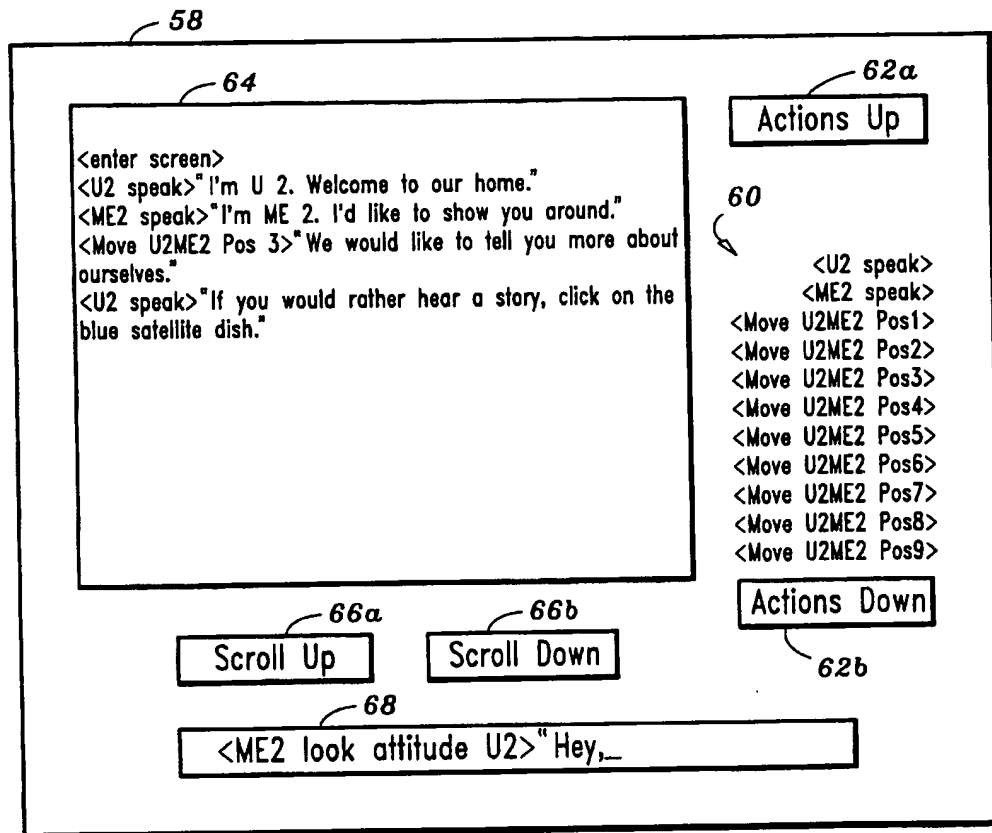 58
64
<enter screen>
<U2 speak>"I'm U 2. Welcome to our home."
<ME2 speak>"I'm ME 2. I'd like to show you around."
<Move U2ME2 Pos 3>"We would like to tell you more about
ourselves."
<U2 speak>"If you would rather hear a story, click on the
blue satellite dish."
62a
Actions Up
60
<U2 speak>
<ME2 speak>
<Move U2ME2 Pos1>
<Move U2ME2 Pos2>
<Move U2ME2 Pos3>
<Move U2ME2 Pos4>
<Move U2ME2 Pos5>
<Move U2ME2 Pos6>
<Move U2ME2 Pos7>
<Move U2ME2 Pos8>
<Move U2ME2 Pos9>
Actions Down
62b
66a
Scroll Up
66b
Scroll Down
68
<ME2 look attitude U2>"Hey,_